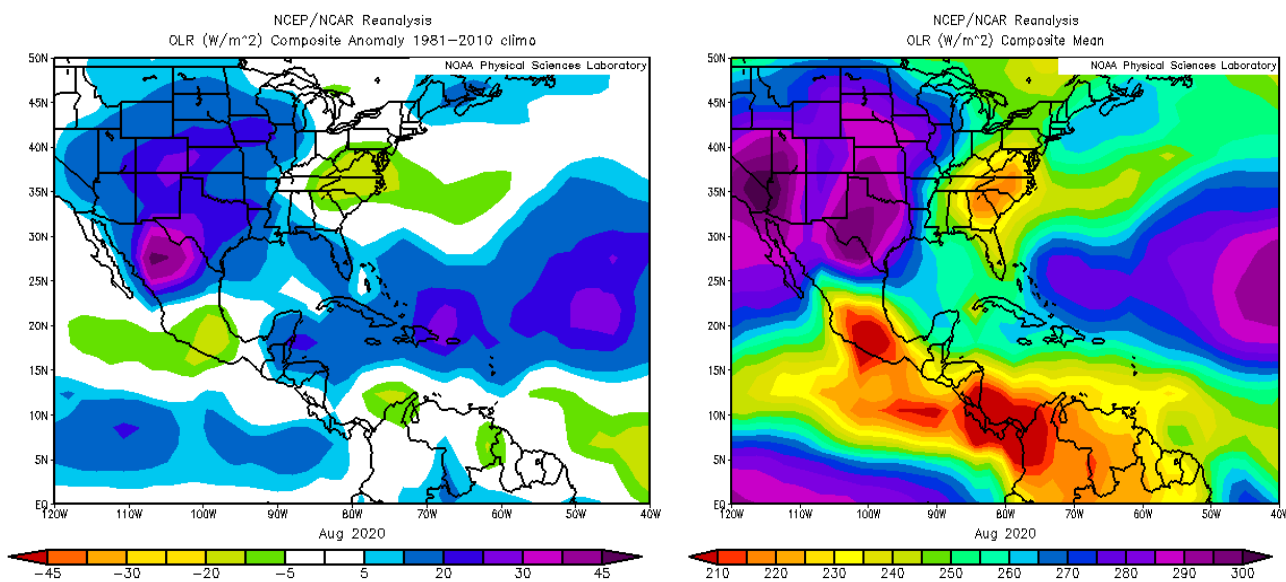 NCEP/NCAR Reanalysis
OLR (W/m^2) Composite Anomaly 1981-2010 climo
NOAA Physical Sciences Laboratory
50N
45N
40N
35N
30N
25N
20N
15N
10N
5N
EQ
120W 110W 100W 90W 80W 70W 60W 50W 40W
Aug 2020
-45 -30 -20 -5 5 20 30 45
NCEP/NCAR Reanalysis
OLR (W/m^2) Composite Mean
NOAA Physical Sciences Laboratory
50N
45N
40N
35N
30N
25N
20N
15N
10N
5N
EQ
120W 110W 100W 90W 80W 70W 60W 50W 40W
Aug 2020
210 220 230 240 250 260 270 280 290 300